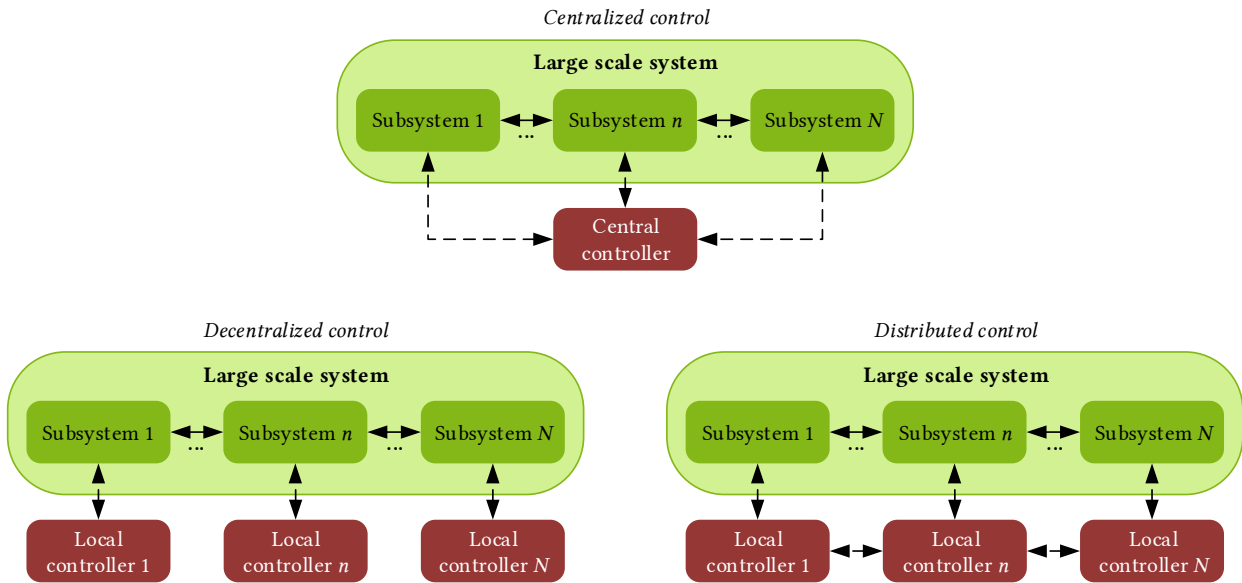 Centralized control
Large scale system
Subsystem 1
Subsystem n
Subsystem N
...
...
Central
controller
Decentralized control
Large scale system
Subsystem 1
Subsystem n
Subsystem N
...
...
Local
controller 1
Local
controller n
Local
controller N
Distributed control
Large scale system
Subsystem 1
Subsystem n
Subsystem N
...
...
Local
controller 1
Local
controller n
Local
controller N